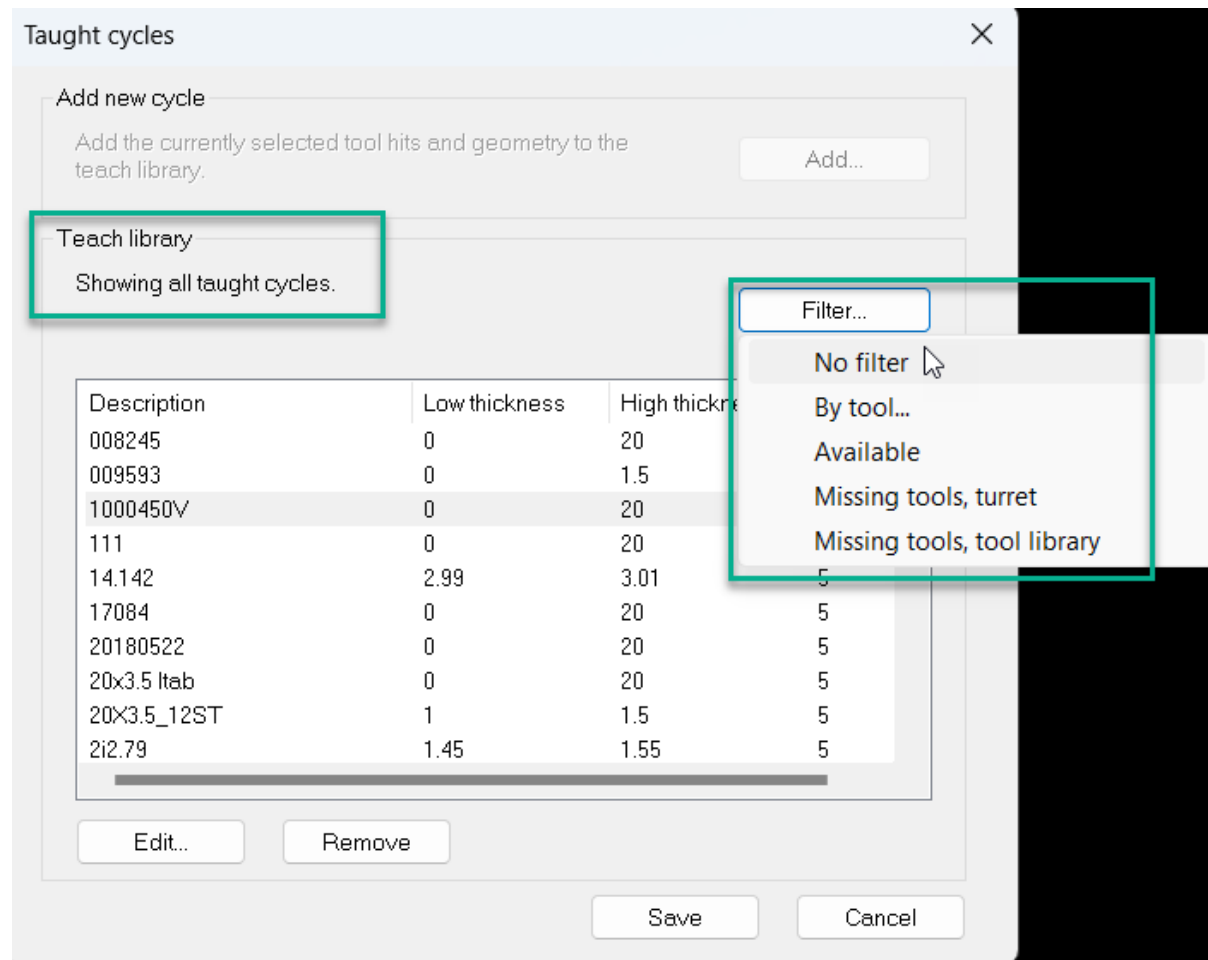 Taught cycles
Add new cycle
Add the currently selected tool hits and geometry to the
teach library.
Add...
Teach library
Showing all taught cycles.
Filter...
No filter
By tool...
Available
Missing tools, turret
Missing tools, tool library
Description Low thickness High thickne
008245 0 20
009593 0 1.5
1000450V 0 20
111 0 20
14.142 2.99 3.01 5
17084 0 20 5
20180522 0 20 5
20x3.5 Itab 0 20 5
20X3.5_12ST 1 1.5 5
2i2.79 1.45 1.55 5
Edit... Remove
Save Cancel